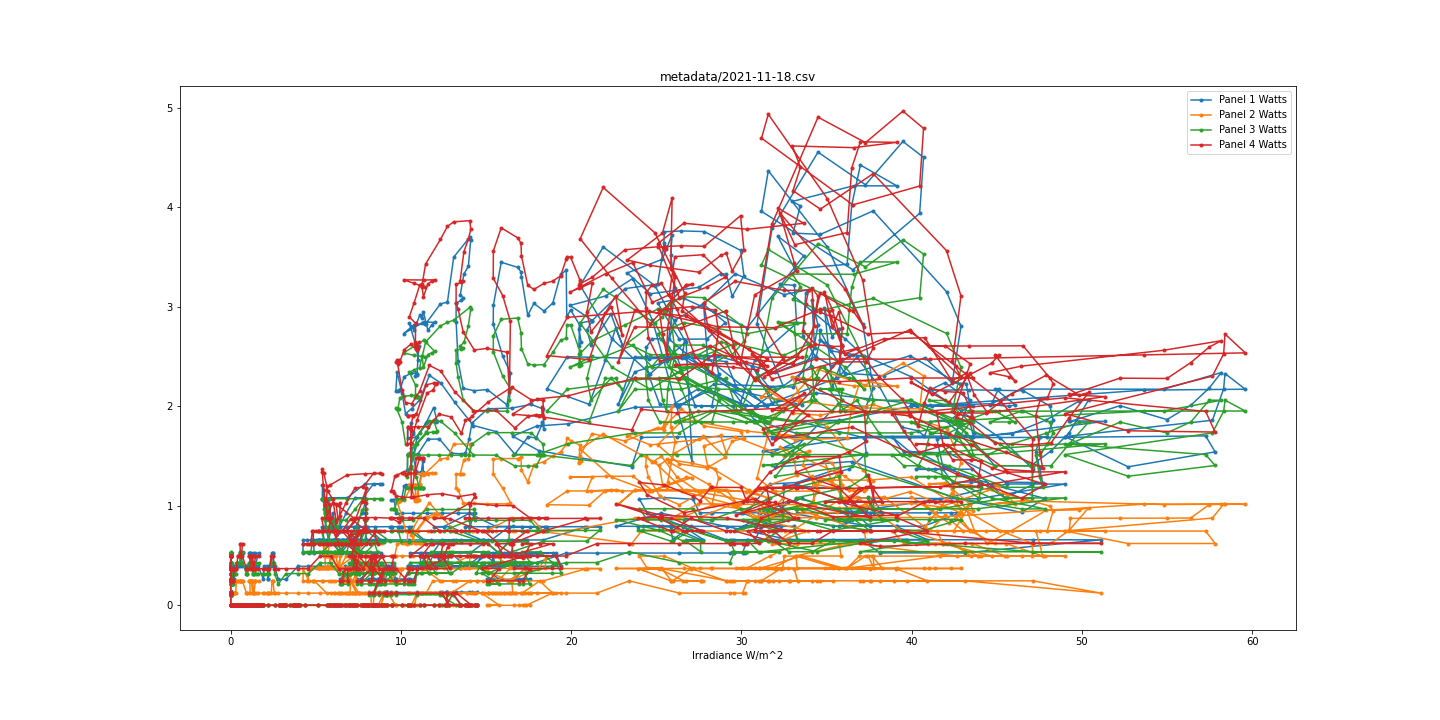 metadata/2021-11-18.csv
Panel 1 Watts
Panel 2 Watts
Panel 3 Watts
Panel 4 Watts
5
4
3
2
1
0
0 10 20 30 40 50 60
Irradiance W/m^2